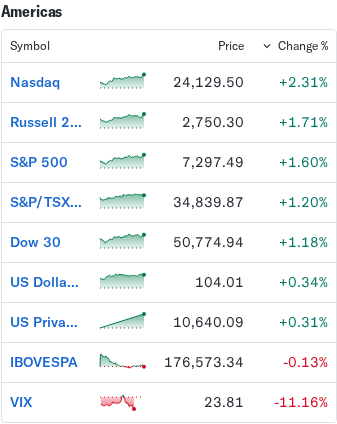 Americas
Symbol Price Change %
Nasdaq 24,129.50 +2.31%
Russell 2... 2,750.30 +1.71%
S&P 500 7,297.49 +1.60%
S&P/TSX... 34,839.87 +1.20%
Dow 30 50,774.94 +1.18%
US Dolla... 104.01 +0.34%
US Priva... 10,640.09 +0.31%
IBOVESPA 176,573.34 -0.13%
VIX 23.81 -11.16%